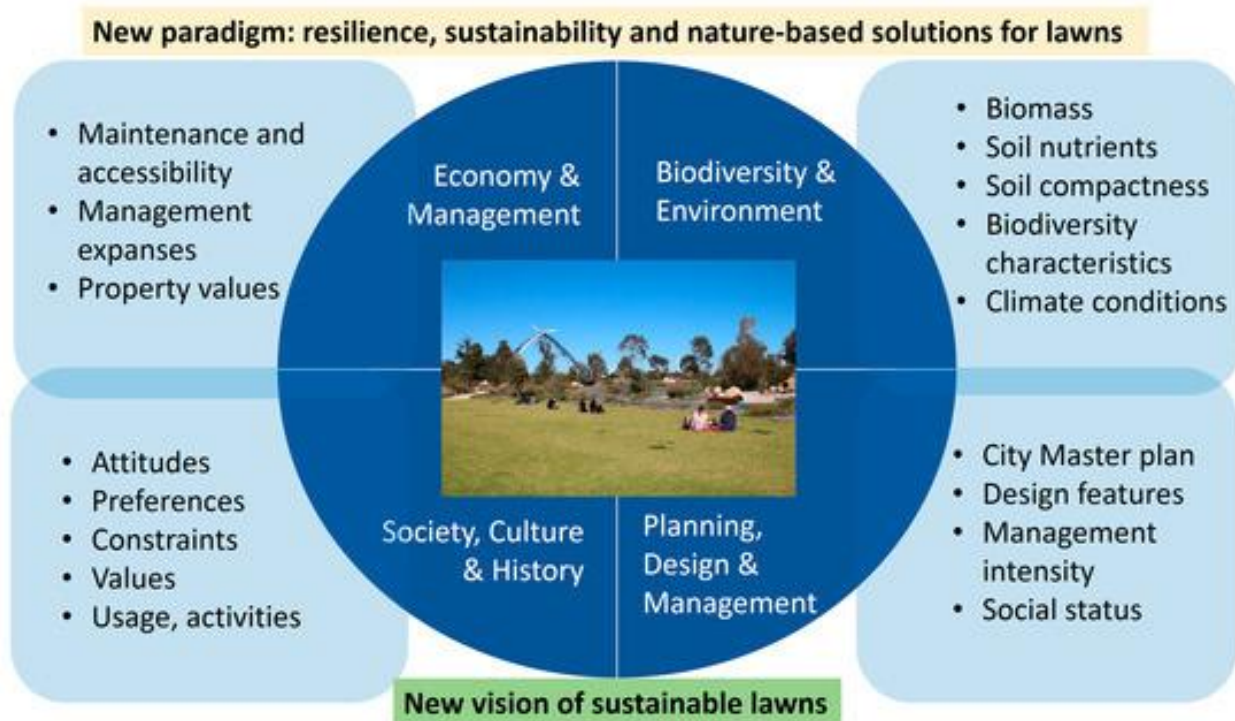 New paradigm: resilience, sustainability and nature-based solutions for lawns
• Maintenance and
accessibility
• Management
expanses
• Property values
Economy &
Management
Biodiversity &
Environment
• Biomass
• Soil nutrients
• Soil compactness
• Biodiversity
characteristics
• Climate conditions
• Attitudes
• Preferences
• Constraints
• Values
• Usage, activities
Society, Culture
& History
Planning,
Design &
Management
• City Master plan
• Design features
• Management
intensity
• Social status
New vision of sustainable lawns